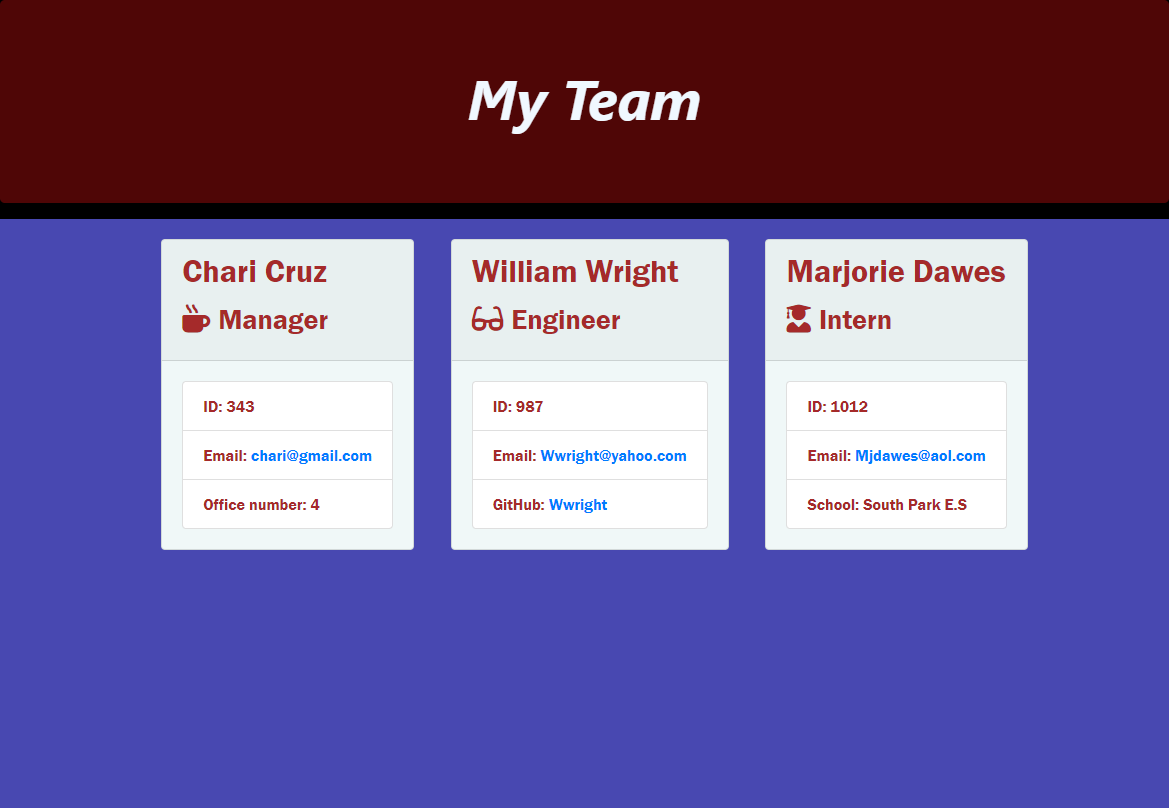 My Team
Chari Cruz
Manager
ID: 343
Email: chari@gmail.com
Office number: 4
William Wright
Engineer
ID: 987
Email: Wwright@yahoo.com
GitHub: Wwright
Marjorie Dawes
Intern
ID: 1012
Email: Mjdawes@aol.com
School: South Park E.S